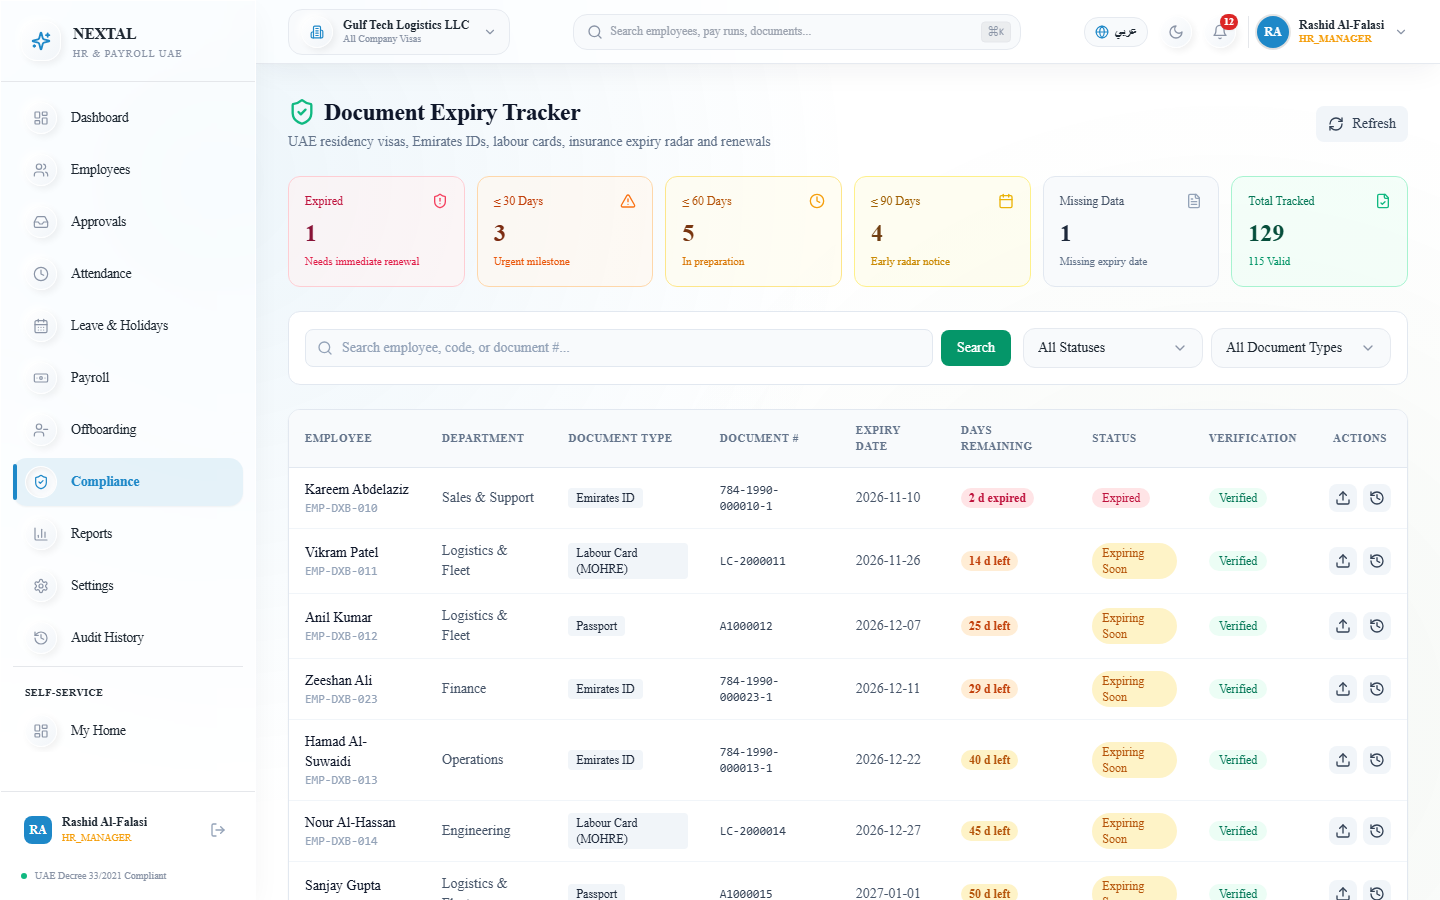 NEXTAL
HR & PAYROLL UAE
Gulf Tech Logistics LLC
All Company Visas
Search employees, pay runs, documents...
⌘K
عربي
12
RA
Rashid Al-Falasi
HR_MANAGER
Dashboard
Employees
Approvals
Attendance
Leave & Holidays
Payroll
Offboarding
Compliance
Reports
Settings
Audit History
SELF-SERVICE
My Home
RA
Rashid Al-Falasi
HR_MANAGER
UAE Decree 33/2021 Compliant
Document Expiry Tracker
UAE residency visas, Emirates IDs, labour cards, insurance expiry radar and renewals
Refresh
Expired
1
Needs immediate renewal
≤ 30 Days
3
Urgent milestone
≤ 60 Days
5
In preparation
≤ 90 Days
4
Early radar notice
Missing Data
1
Missing expiry date
Total Tracked
129
115 Valid
Search employee, code, or document #...
Search
All Statuses
All Document Types
EMPLOYEE DEPARTMENT DOCUMENT TYPE DOCUMENT # EXPIRY DATE DAYS REMAINING STATUS VERIFICATION ACTIONS
Kareem Abdelaziz
EMP-DXB-010
Sales & Support
Emirates ID
784-1990-
000010-1
2026-11-10
2 d expired
Expired
Verified
Vikram Patel
EMP-DXB-011
Logistics &
Fleet
Labour Card
(MOHRE)
LC-2000011
2026-11-26
14 d left
Expiring
Soon
Verified
Anil Kumar
EMP-DXB-012
Logistics &
Fleet
Passport
A1000012
2026-12-07
25 d left
Expiring
Soon
Verified
Zeeshan Ali
EMP-DXB-023
Finance
Emirates ID
784-1990-
000023-1
2026-12-11
29 d left
Expiring
Soon
Verified
Hamad Al-
Suwaidi
EMP-DXB-013
Operations
Emirates ID
784-1990-
000013-1
2026-12-22
40 d left
Expiring
Soon
Verified
Nour Al-Hassan
EMP-DXB-014
Engineering
Labour Card
(MOHRE)
LC-2000014
2026-12-27
45 d left
Expiring
Soon
Verified
Sanjay Gupta
Logistics &
Passport
A1000015
2027-01-01
50 d left
Expiring
Verified